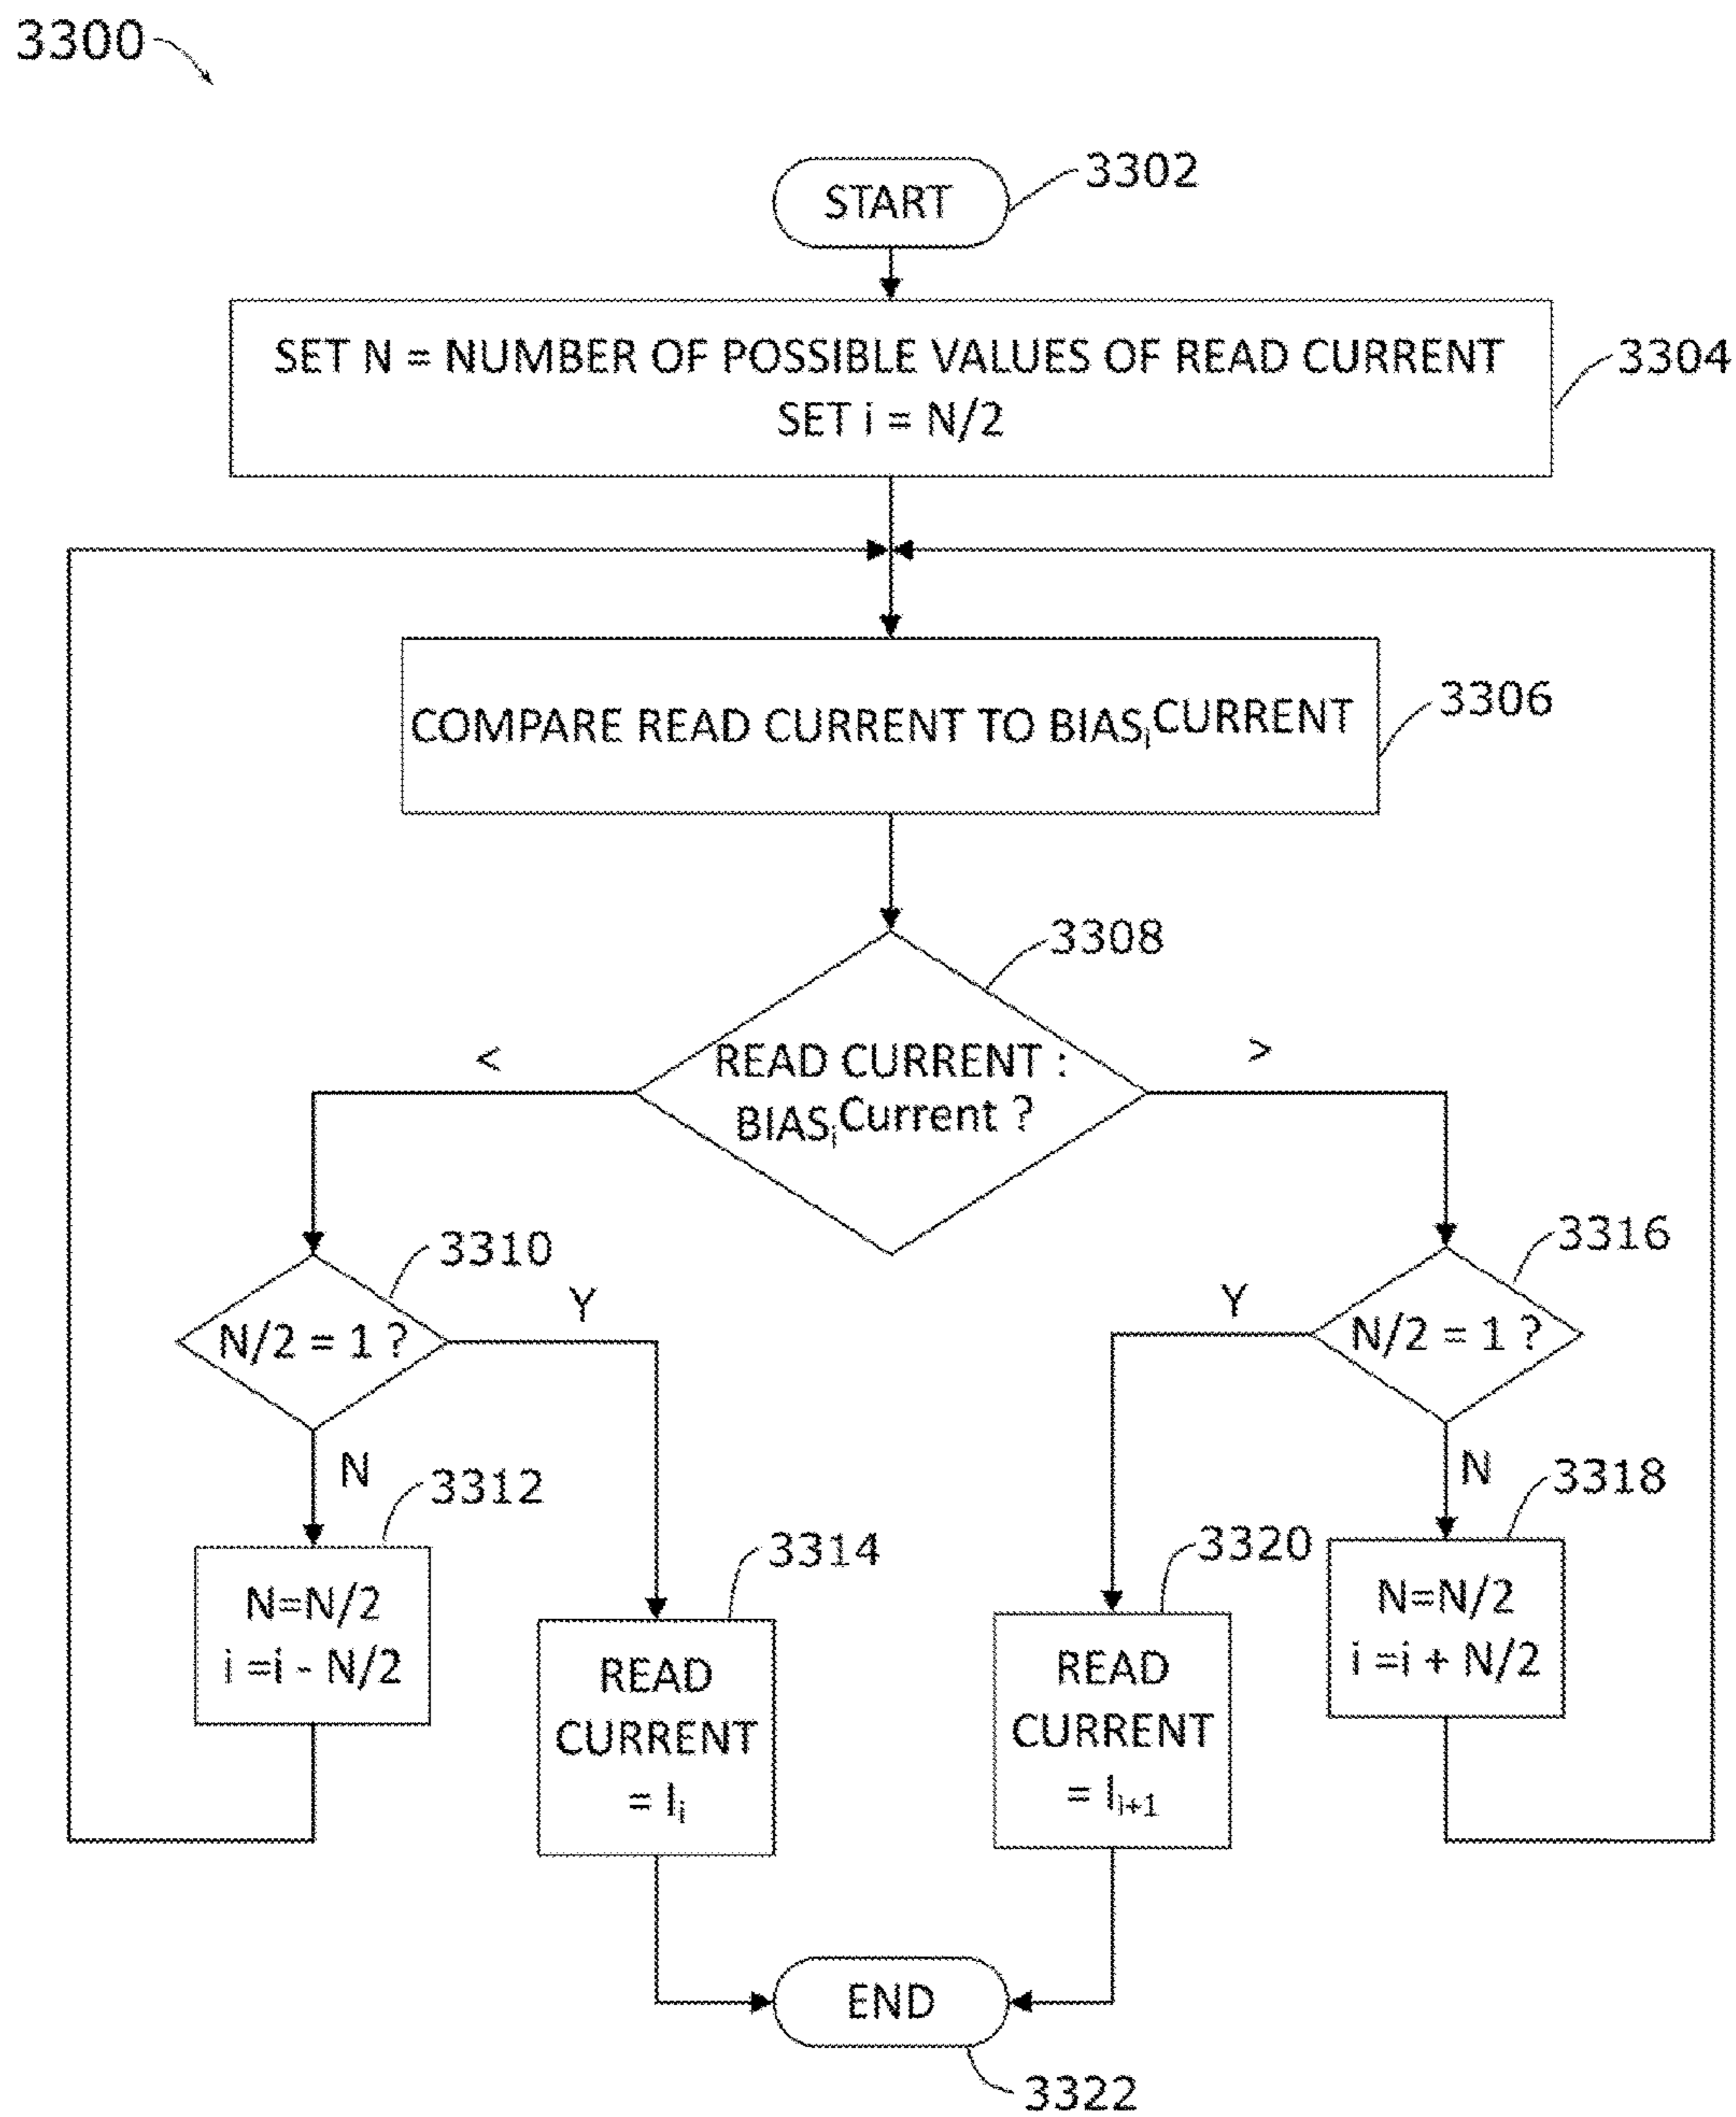 3300
START
3302
SET N = NUMBER OF POSSIBLE VALUES OF READ CURRENT
SET i = N/2
3304
COMPARE READ CURRENT TO BIASiCURRENT
3306
3308
<
READ CURRENT :
BIASiCurrent ?
>
3310
N/2 = 1 ?
Y
N
3312
N=N/2
i =i - N/2
3314
READ
CURRENT
= Ii
3316
Y
N/2 = 1 ?
N
3318
N=N/2
i =i + N/2
3320
READ
CURRENT
= Ii+1
END
3322